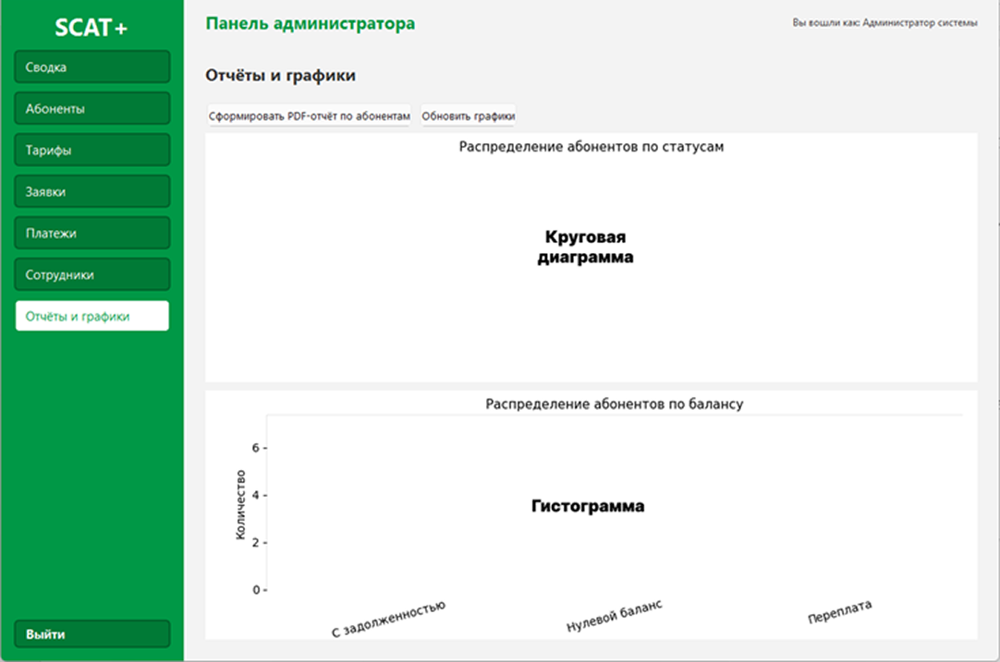 SCAT+
Сводка
Абоненты
Тарифы
Заявки
Платежи
Сотрудники
Отчёты и графики
Выйти
Панель администратора
Вы вошли как: Администратор системы
Отчёты и графики
Сформировать PDF-отчёт по абонентам
Обновить графики
Распределение абонентов по статусам
Круговая
диаграмма
Распределение абонентов по балансу
Количество
6
4
2
0
Гистограмма
С задолженностью
Нулевой баланс
Переплата